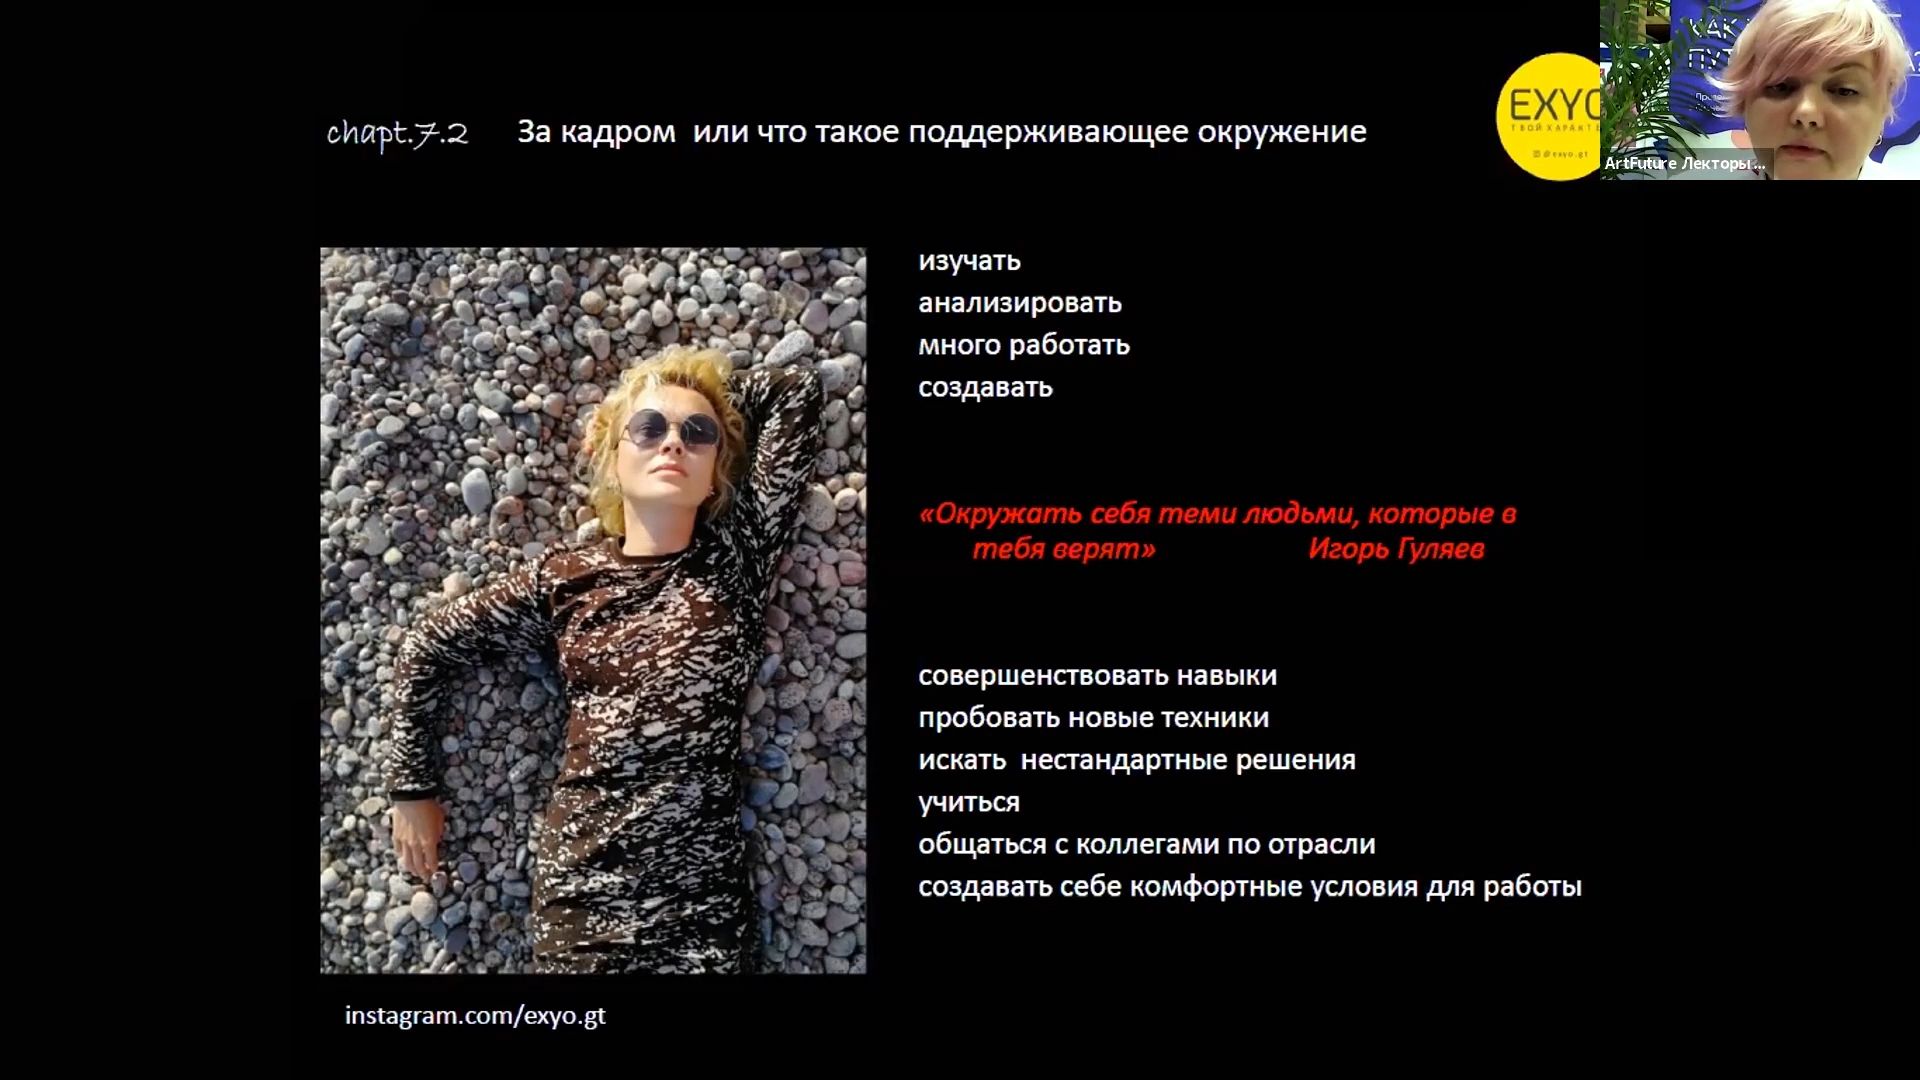 chapt.7.2
За кадром или что такое поддерживающее окружение
EXYO
@exyo.gt
ArtFuture Лекторы...
изучать
анализировать
много работать
создавать
«Окружать себя теми людьми, которые в
тебя верят» Игорь Гуляев
совершенствовать навыки
пробовать новые техники
искать нестандартные решения
учиться
общаться с коллегами по отрасли
создавать себе комфортные условия для работы
instagram.com/exyo.gt